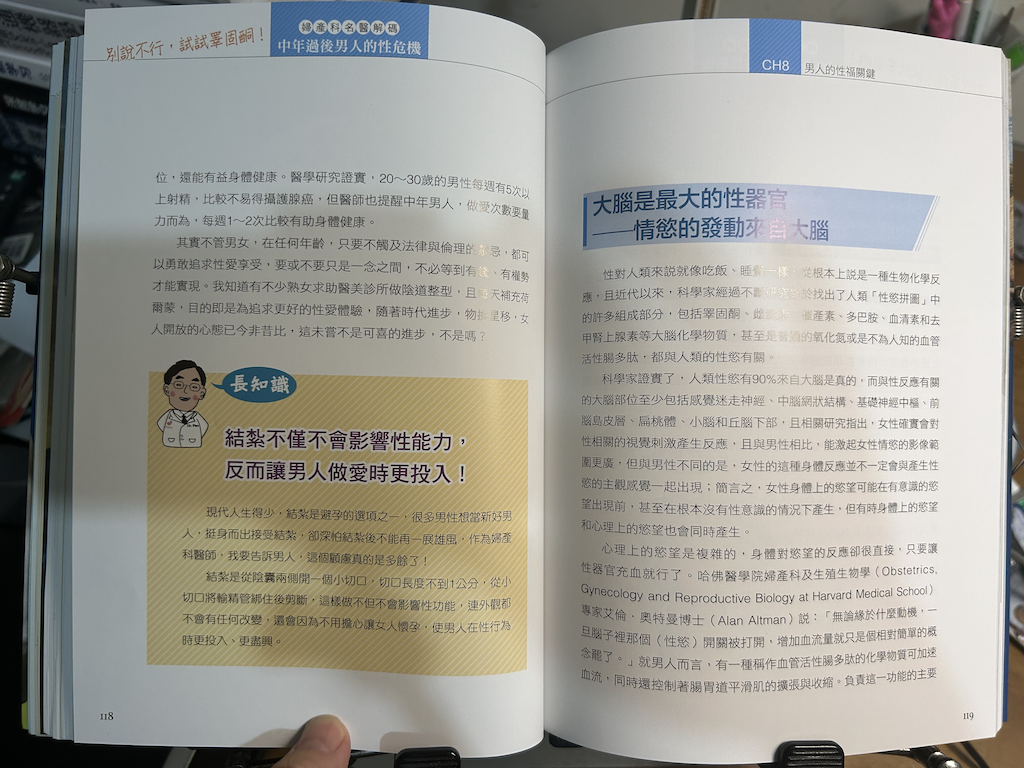 別說不行，試試睪固酮！
婦產科名醫解碼
中年過後男人的性危機
位，還能有益身體健康。醫學研究證實，20～30歲的男性每週有5次以
上射精，比較不易得攝護腺癌，但醫師也提醒中年男人，做愛次數要量
力而為，每週1～2次比較有助身體健康。
其實不管男女，在任何年齡，只要不觸及法律與倫理的忌，都可
以勇敢追求性愛享受，要或不要只是一念之間，不必等到有、有權勢
才能實現。我知道有不少熟女求助醫美診所做陰道整型，且天補充荷
爾蒙，目的即是為追求更好的性愛體驗，隨著時代進步，物換星移，女
人開放的心態已今非昔比，這未嘗不是可喜的進步，不是嗎？
長知識
結紮不僅不會影響性能力，
反而讓男人做愛時更投入！
現代人生得少，結紮是避孕的選項之一，很多男性想當新好男
人，挺身而出接受結紮，卻深怕結紮後不能再一展雄風，作為婦產
科醫師，我要告訴男人，這個顧慮真的是多餘了！
結紮是從陰囊兩側開一個小切口，切口長度不到1公分，從小
切口將輸精管綁住後剪斷，這樣做不但不會影響性功能，連外觀都
不會有任何改變，還會因為不用擔心讓女人懷孕，使男人在性行為
時更投入、更盡興。
118
CH8
男人的性福關鍵
大腦是最大的性器官
——情慾的發動來自大腦
性對人類來說就像吃飯、睡覺一樣，從根本上說是一種生物化學反
應，且近代以來，科學家經過不斷於找出了人類「性慾拼圖」中
的許多組成部分，包括睪固酮、雌催產素、多巴胺、血清素和去
甲腎上腺素等大腦化學物質，甚至是普通的氧化氮或是不為人知的血管
活性腸多肽，都與人類的性慾有關。
科學家證實了，人類性慾有90%來自大腦是真的，而與性反應有關
的大腦部位至少包括感覺迷走神經、中腦網狀結構、基礎神經中樞、前
腦島皮層、扁桃體、小腦和丘腦下部，且相關研究指出，女性確實會對
性相關的視覺刺激產生反應，且與男性相比，能激起女性情慾的影像範
圍更廣，但與男性不同的是，女性的這種身體反應並不一定會與產生性
慾的主觀感覺一起出現；簡言之，女性身體上的慾望可能在有意識的慾
望出現前，甚至在根本沒有性意識的情況下產生，但有時身體上的慾望
和心理上的慾望也會同時產生。
心理上的慾望是複雜的，身體對慾望的反應卻很直接，只要讓
性器官充血就行了。哈佛醫學院婦產科及生殖生物學（Obstetrics,
Gynecology and Reproductive Biology at Harvard Medical School）
專家艾倫．奧特曼博士（Alan Altman）說：「無論緣於什麼動機，一
旦腦子裡那個（性慾）開關被打開，增加血流量就只是個相對簡單的概
念罷了。」就男人而言，有一種稱作血管活性腸多肽的化學物質可加速
血流，同時還控制著腸胃道平滑肌的擴張與收縮。負責這一功能的主要
119